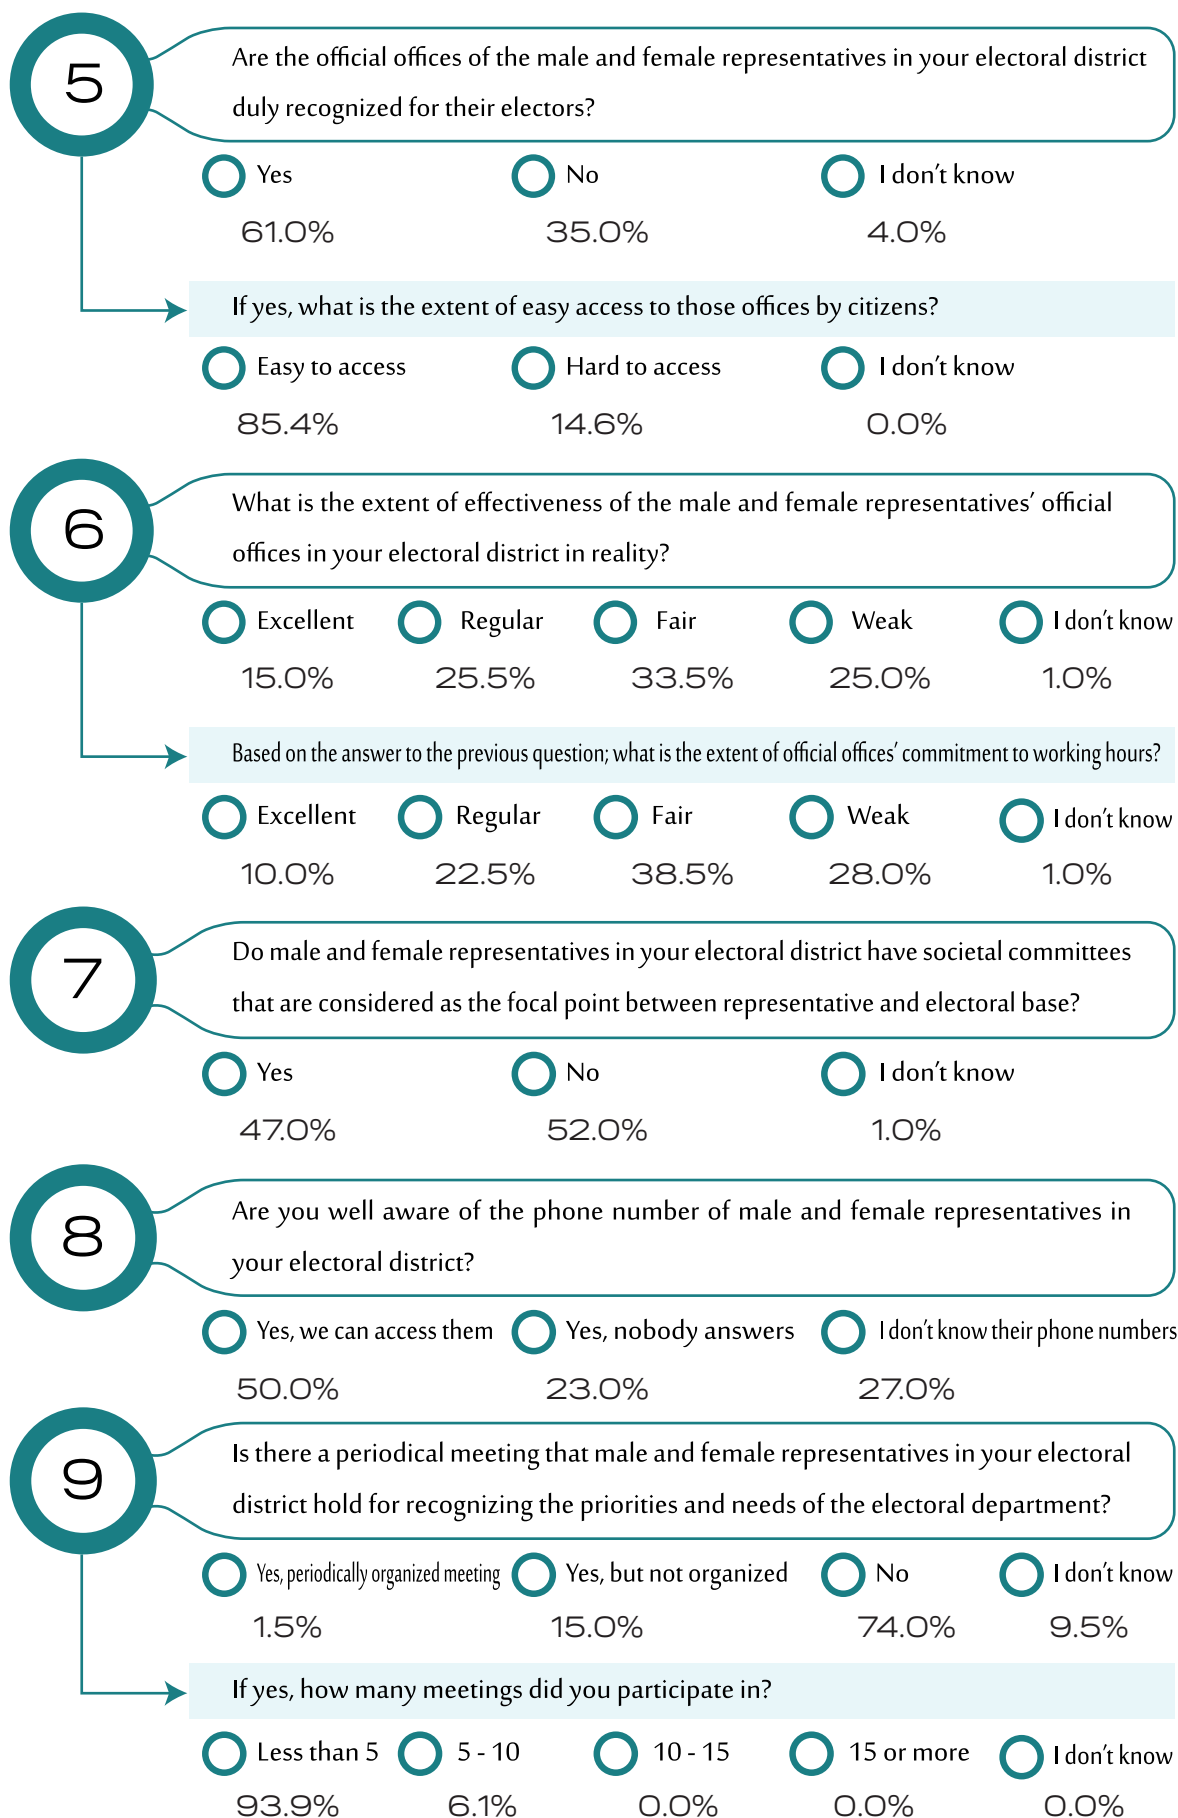 5
Are the official offices of the male and female representatives in your electoral district
duly recognized for their electors?
Yes No I don't know
61.0% 35.0% 4.0%
If yes, what is the extent of easy access to those offices by citizens?
Easy to access Hard to access I don't know
85.4% 14.6% 0.0%
6
What is the extent of effectiveness of the male and female representatives' official
offices in your electoral district in reality?
Excellent Regular Fair Weak I don't know
15.0% 25.5% 33.5% 25.0% 1.0%
Based on the answer to the previous question; what is the extent of official offices' commitment to working hours?
Excellent Regular Fair Weak I don't know
10.0% 22.5% 38.5% 28.0% 1.0%
7
Do male and female representatives in your electoral district have societal committees
that are considered as the focal point between representative and electoral base?
Yes No I don't know
47.0% 52.0% 1.0%
8
Are you well aware of the phone number of male and female representatives in
your electoral district?
Yes, we can access them Yes, nobody answers I don't know their phone numbers
50.0% 23.0% 27.0%
9
Is there a periodical meeting that male and female representatives in your electoral
district hold for recognizing the priorities and needs of the electoral department?
Yes, periodically organized meeting Yes, but not organized No I don't know
1.5% 15.0% 74.0% 9.5%
If yes, how many meetings did you participate in?
Less than 5 5 - 10 10 - 15 15 or more I don't know
93.9% 6.1% 0.0% 0.0% 0.0%